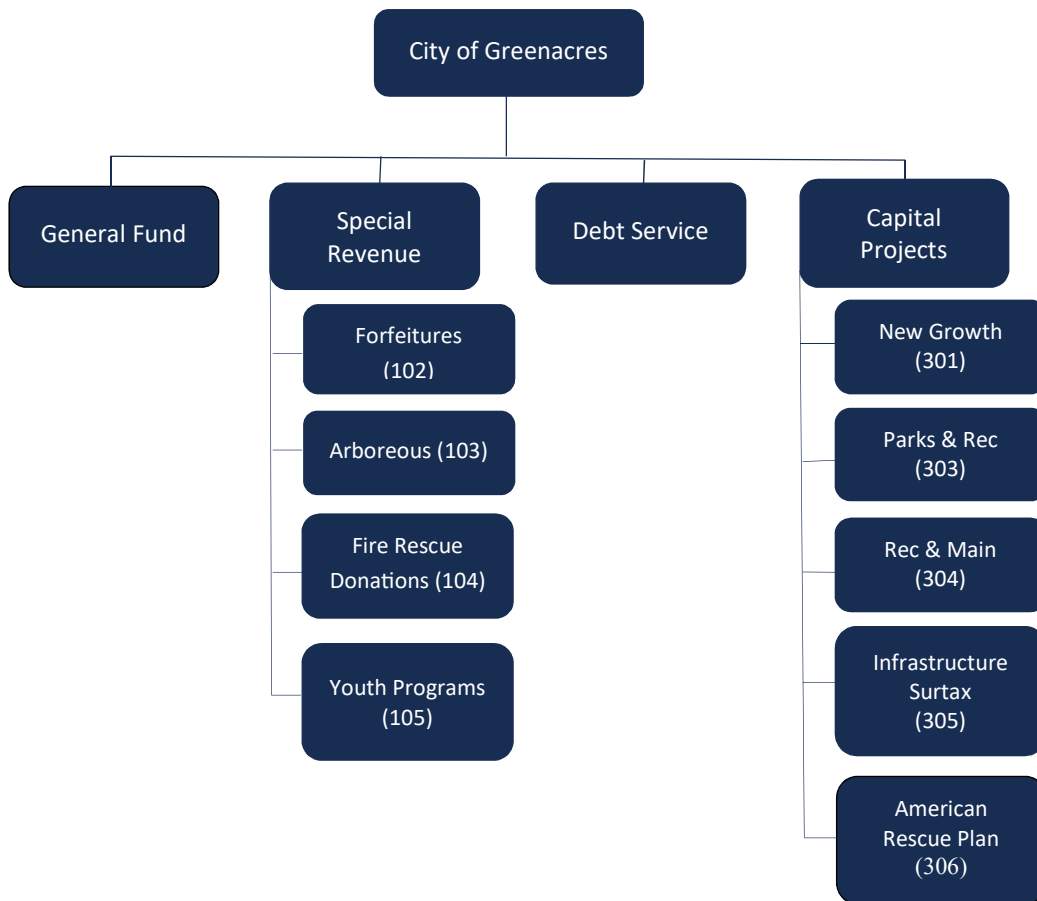 City of Greenacres
General Fund
Special
Revenue
Debt Service
Capital
Projects
Forfeitures
(102)
Arboreous (103)
Fire Rescue
Donations (104)
Youth Programs
(105)
New Growth
(301)
Parks & Rec
(303)
Rec & Main
(304)
Infrastructure
Surtax
(305)
American
Rescue Plan
(306)